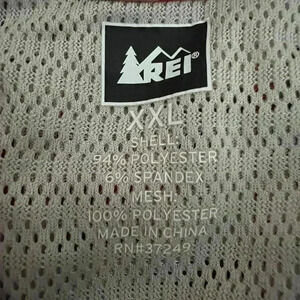 REI®
XXL
SHELL:
94% POLYESTER
6% SPANDEX
MESH:
100% POLYESTER
MADE IN CHINA
RN#37249